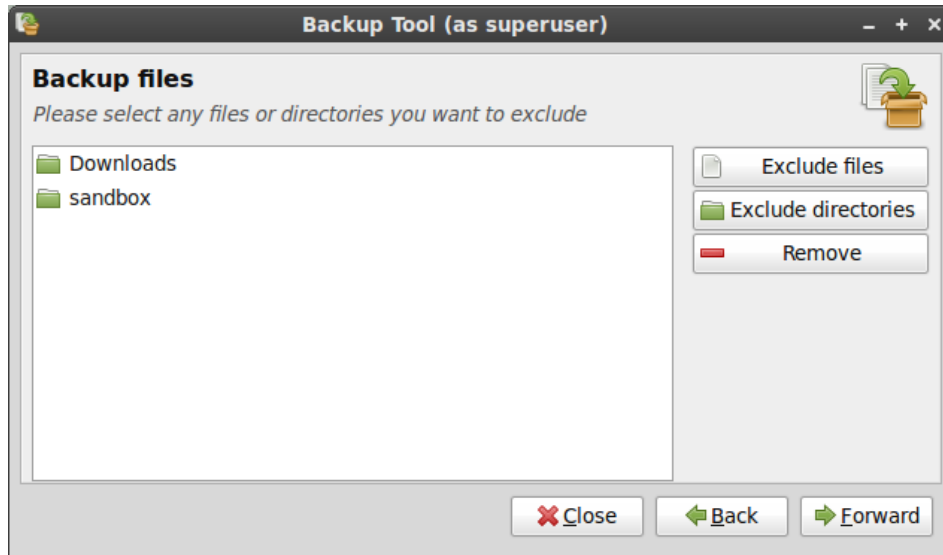 Backup Tool (as superuser)
Backup files
Please select any files or directories you want to exclude
Downloads
sandbox
Exclude files
Exclude directories
Remove
Close
Back
Forward